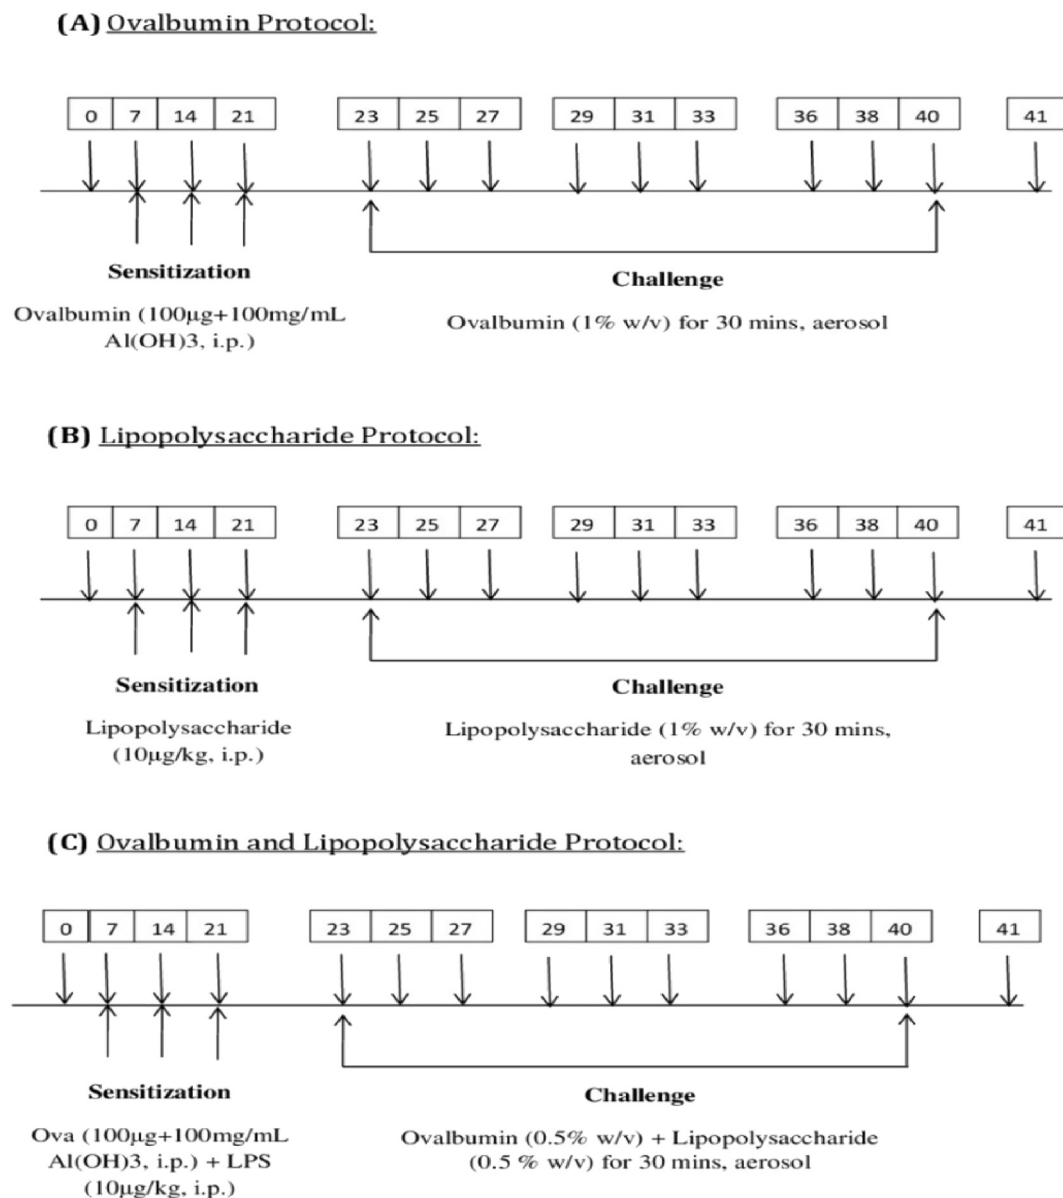 (A) Ovalbumin Protocol:
0 7 14 21 23 25 27 29 31 33 36 38 40 41
Sensitization
Ovalbumin (100µg+100mg/mL
Al(OH)3, i.p.)
Challenge
Ovalbumin (1% w/v) for 30 mins, aerosol
(B) Lipopolysaccharide Protocol:
0 7 14 21 23 25 27 29 31 33 36 38 40 41
Sensitization
Lipopolysaccharide
(10µg/kg, i.p.)
Challenge
Lipopolysaccharide (1% w/v) for 30 mins,
aerosol
(C) Ovalbumin and Lipopolysaccharide Protocol:
0 7 14 21 23 25 27 29 31 33 36 38 40 41
Sensitization
Ova (100µg+100mg/mL
Al(OH)3, i.p.) + LPS
(10µg/kg, i.p.)
Challenge
Ovalbumin (0.5% w/v) + Lipopolysaccharide
(0.5 % w/v) for 30 mins, aerosol